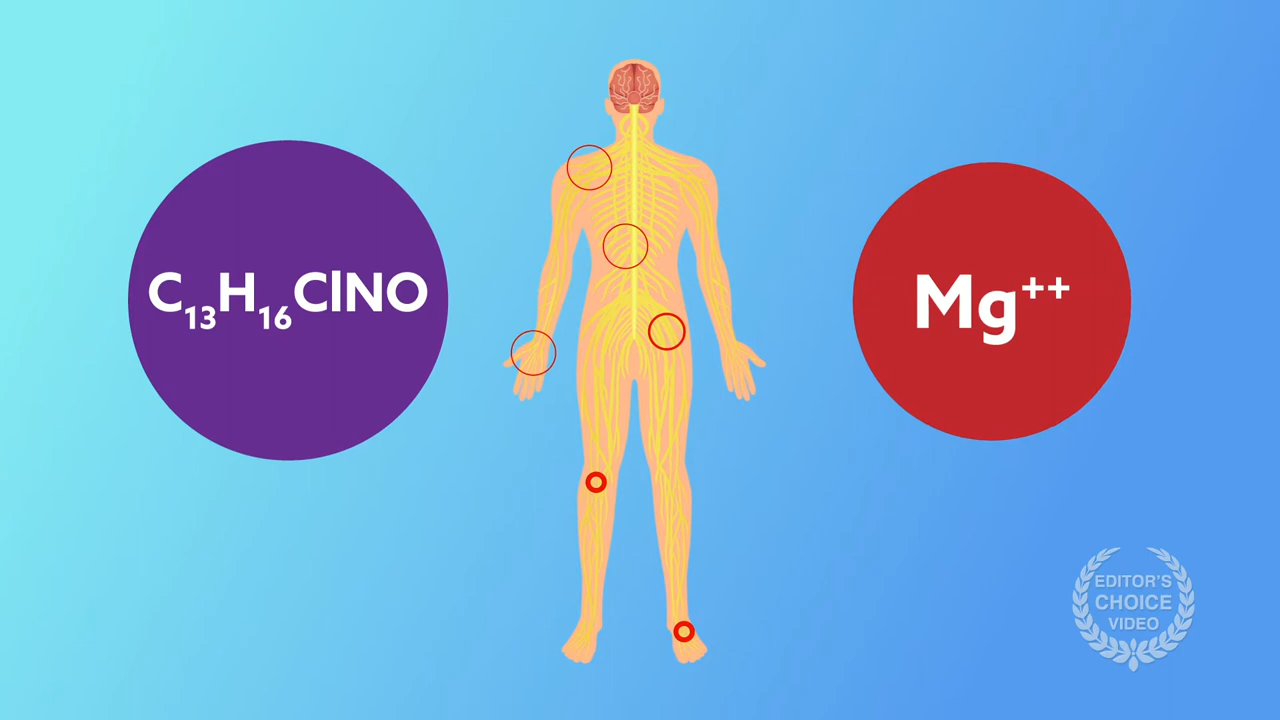 C₁₃H₁₆ClNO
Mg⁺⁺
EDITOR'S
CHOICE
VIDEO